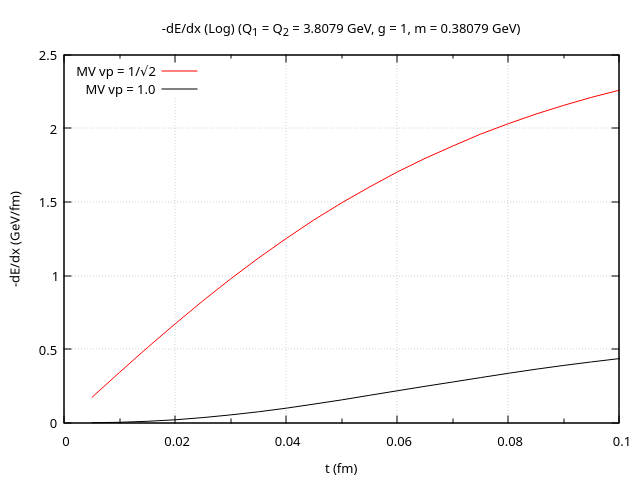 -dE/dx (Log) (Q₁ = Q₂ = 3.8079 GeV, g = 1, m = 0.38079 GeV)
MV vp = 1/√2
MV vp = 1.0
-dE/dx (GeV/fm)
2.5
2
1.5
1
0.5
0
0 0.02 0.04 0.06 0.08 0.1
t (fm)